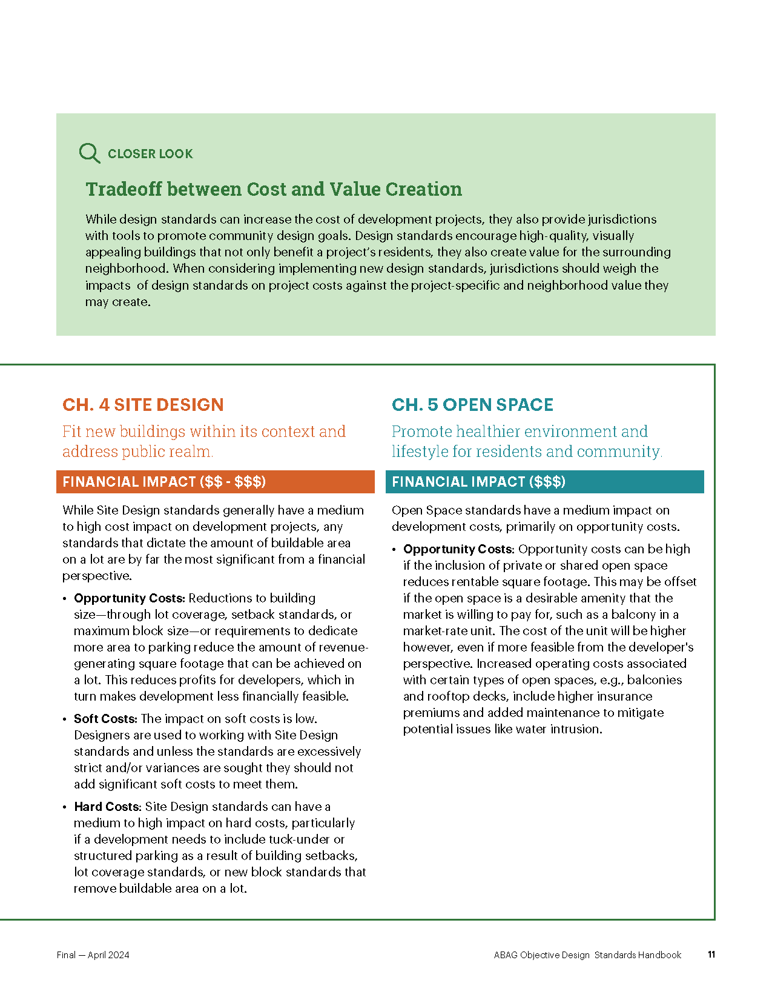 CLOSER LOOK
Tradeoff between Cost and Value Creation
While design standards can increase the cost of development projects, they also provide jurisdictions
with tools to promote community design goals. Design standards encourage high-quality, visually
appealing buildings that not only benefit a project’s residents, they also create value for the surrounding
neighborhood. When considering implementing new design standards, jurisdictions should weigh the
impacts  of design standards on project costs against the project-specific and neighborhood value they
may create.
CH. 4 SITE DESIGN
Fit new buildings within its context and
address public realm.
FINANCIAL IMPACT ($$ - $$$)
While Site Design standards generally have a medium
to high cost impact on development projects, any
standards that dictate the amount of buildable area
on a lot are by far the most significant from a financial
perspective.
• Opportunity Costs: Reductions to building
size—through lot coverage, setback standards, or
maximum block size—or requirements to dedicate
more area to parking reduce the amount of revenue-
generating square footage that can be achieved on
a lot. This reduces profits for developers, which in
turn makes development less financially feasible.
• Soft Costs: The impact on soft costs is low.
Designers are used to working with Site Design
standards and unless the standards are excessively
strict and/or variances are sought they should not
add significant soft costs to meet them.
• Hard Costs: Site Design standards can have a
medium to high impact on hard costs, particularly
if a development needs to include tuck-under or
structured parking as a result of building setbacks,
lot coverage standards, or new block standards that
remove buildable area on a lot.
CH. 5 OPEN SPACE
Promote healthier environment and
lifestyle for residents and community.
FINANCIAL IMPACT ($$$)
Open Space standards have a medium impact on
development costs, primarily on opportunity costs.
• Opportunity Costs: Opportunity costs can be high
if the inclusion of private or shared open space
reduces rentable square footage. This may be offset
if the open space is a desirable amenity that the
market is willing to pay for, such as a balcony in a
market-rate unit. The cost of the unit will be higher
however, even if more feasible from the developer's
perspective. Increased operating costs associated
with certain types of open spaces, e.g., balconies
and rooftop decks, include higher insurance
premiums and added maintenance to mitigate
potential issues like water intrusion.
Final — April 2024
ABAG Objective Design  Standards Handbook 11